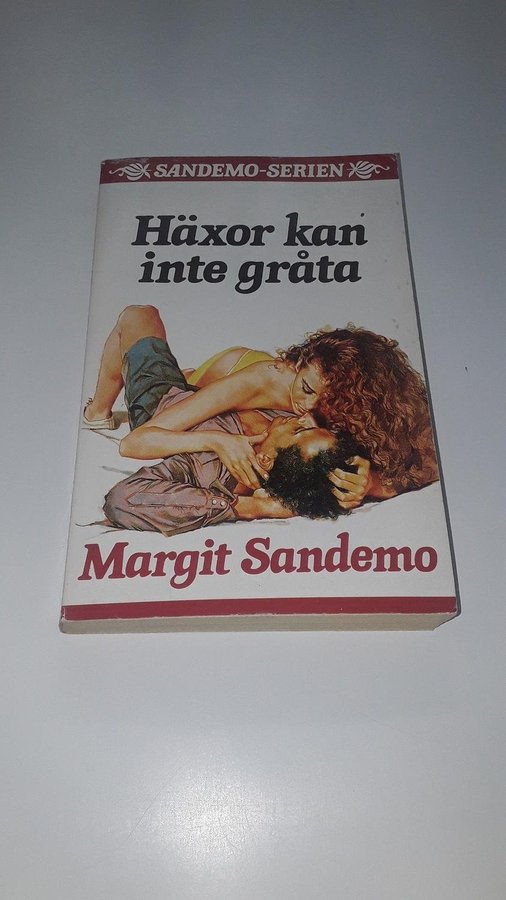 SANDEMO-SERIEN
Häxor kan
inte gråta
Margit Sandemo